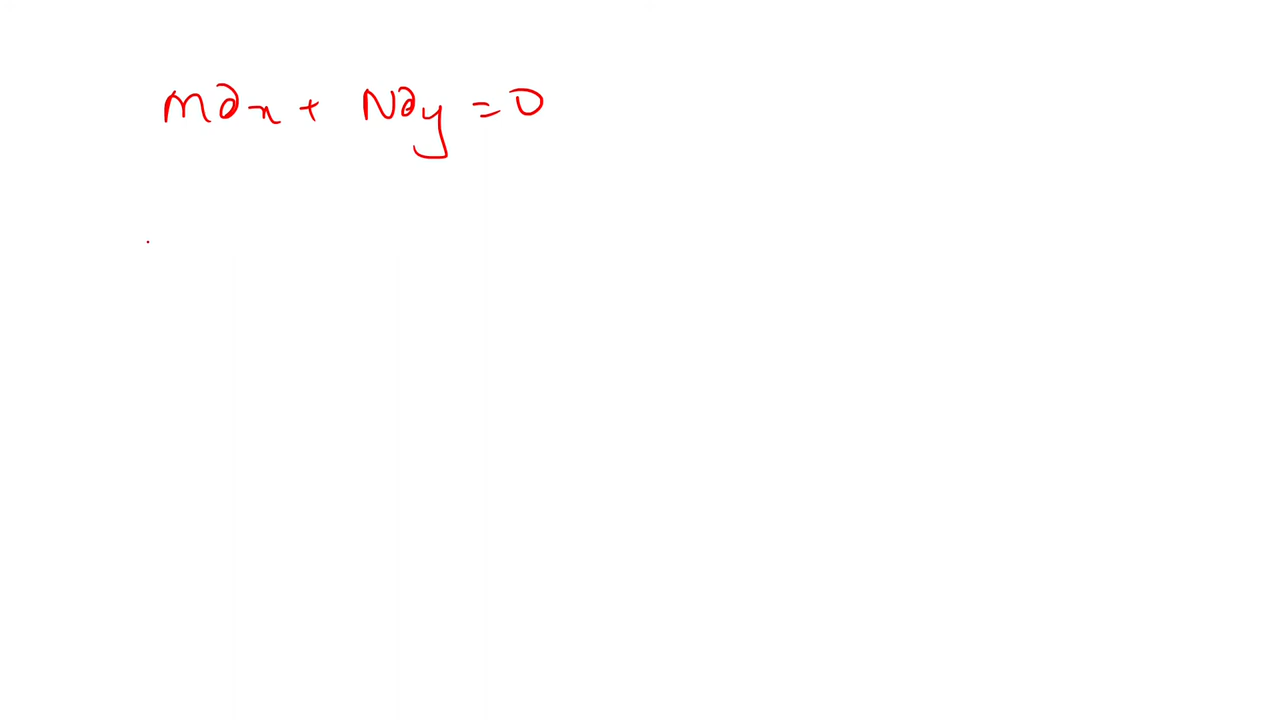 M∂x + N∂y = 0